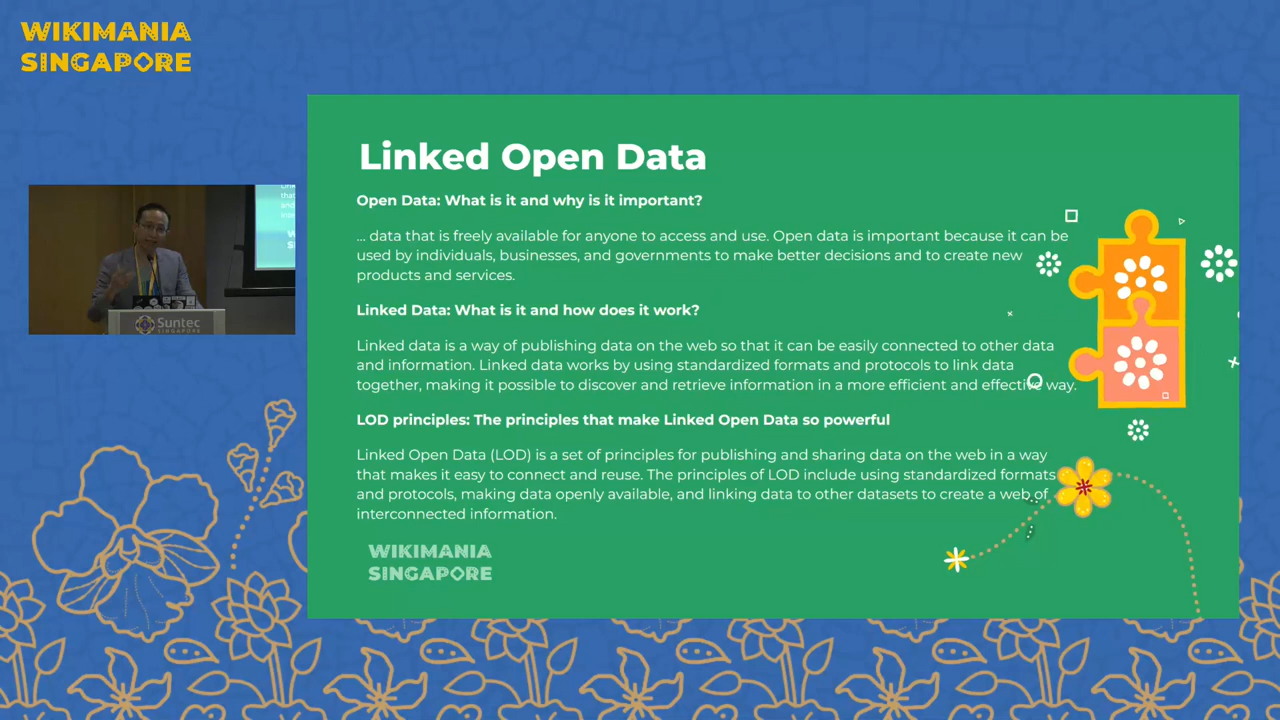 WIKIMANIA
SINGAPORE
Linked Open Data
Open Data: What is it and why is it important?
... data that is freely available for anyone to access and use. Open data is important because it can be
used by individuals, businesses, and governments to make better decisions and to create new
products and services.
Linked Data: What is it and how does it work?
Linked data is a way of publishing data on the web so that it can be easily connected to other data
and information. Linked data works by using standardized formats and protocols to link data
together, making it possible to discover and retrieve information in a more efficient and effective way.
LOD principles: The principles that make Linked Open Data so powerful
Linked Open Data (LOD) is a set of principles for publishing and sharing data on the web in a way
that makes it easy to connect and reuse. The principles of LOD include using standardized formats
and protocols, making data openly available, and linking data to other datasets to create a web of
interconnected information.
WIKIMANIA
SINGAPORE
Suntec
SINGAPORE